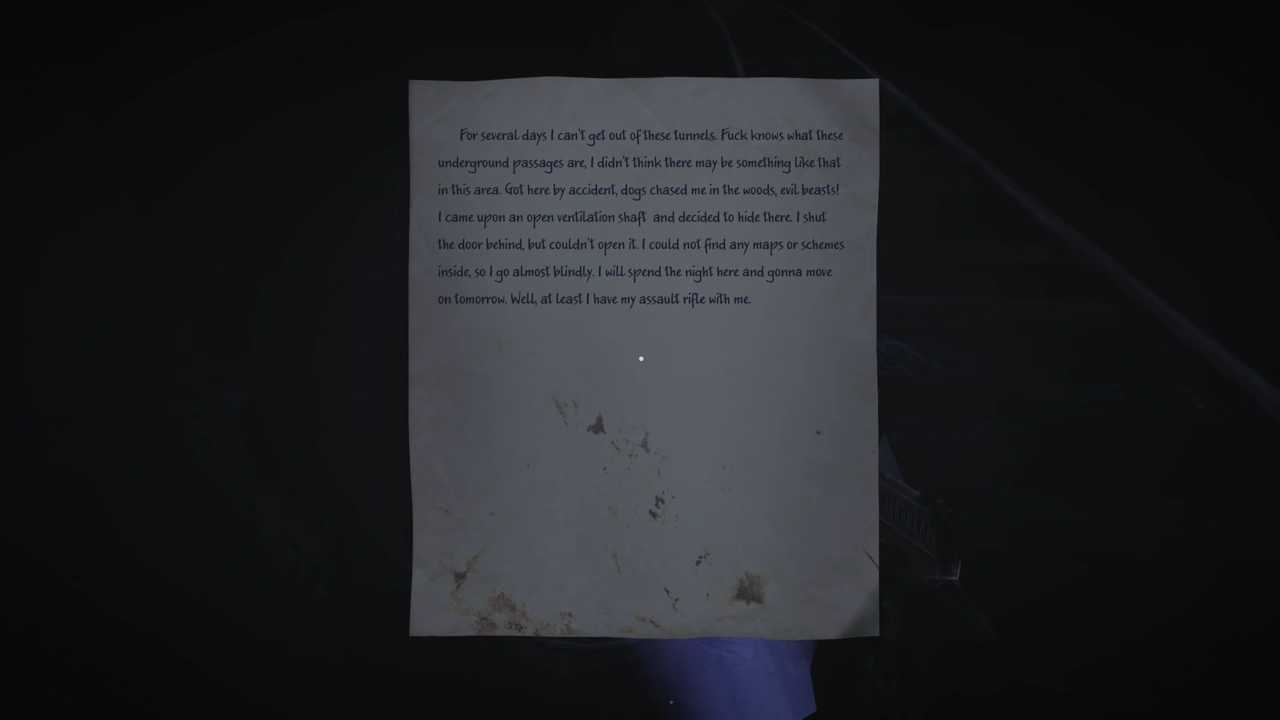 For several days I can't get out of these tunnels. Fuck knows what these
underground passages are, I didn't think there may be something like that
in this area. Got here by accident, dogs chased me in the woods, evil beasts!
I came upon an open ventilation shaft and decided to hide there. I shut
the door behind, but couldn't open it. I could not find any maps or schemes
inside, so I go almost blindly. I will spend the night here and gonna move
on tomorrow. Well, at least I have my assault rifle with me.